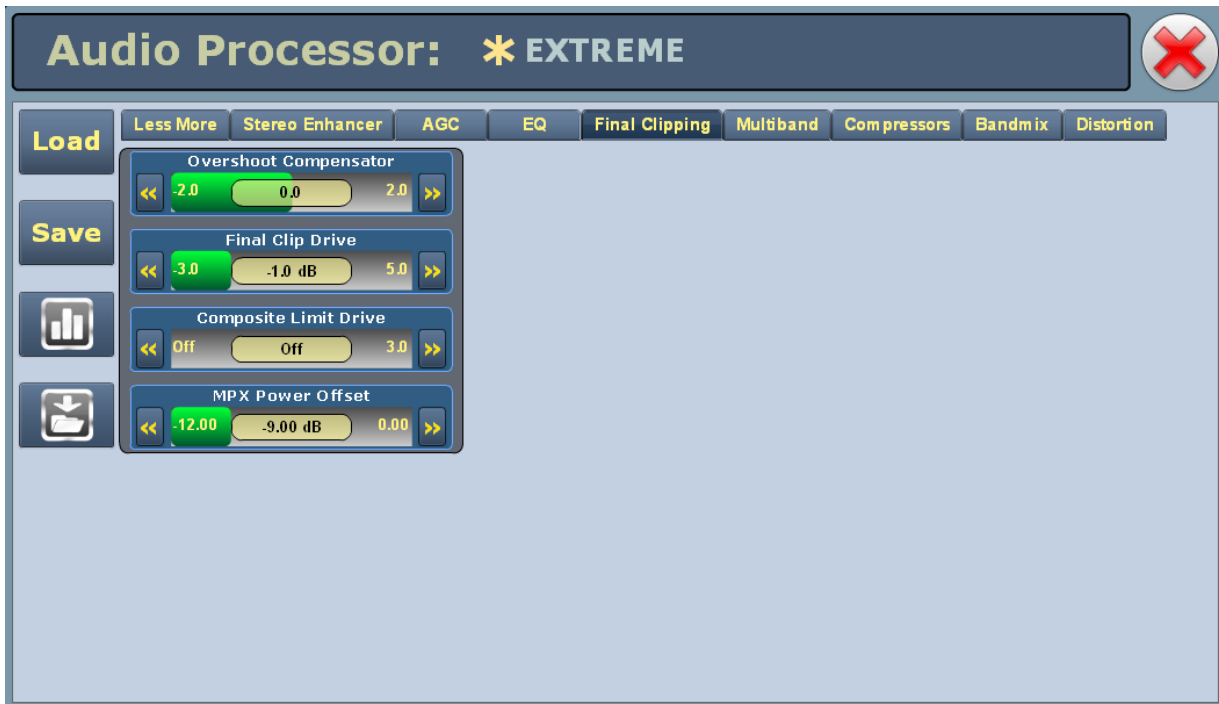 Audio Processor: * EXTREME
Load
Save
Less More Stereo Enhancer AGC EQ Final Clipping Multiband Compressors Bandmix Distortion
Overshoot Compensator
« -2.0 0.0 2.0 »
Final Clip Drive
« -3.0 -1.0 dB 5.0 »
Composite Limit Drive
« Off Off 3.0 »
MPX Power Offset
« -12.00 -9.00 dB 0.00 »